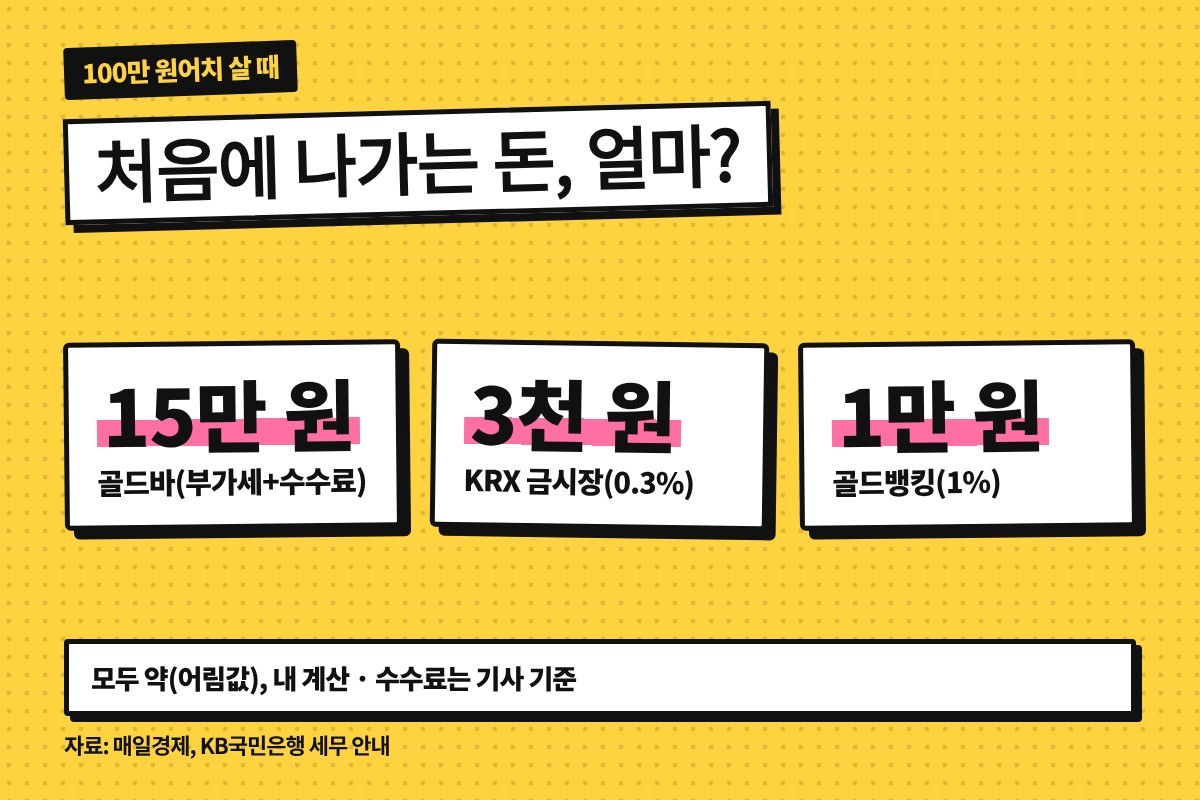 100만 원어치 살 때
처음에 나가는 돈, 얼마?
15만 원
골드바(부가세+수수료)
3천 원
KRX 금시장(0.3%)
1만 원
골드뱅킹(1%)
모두 약(어림값), 내 계산 · 수수료는 기사 기준
자료: 매일경제, KB국민은행 세무 안내